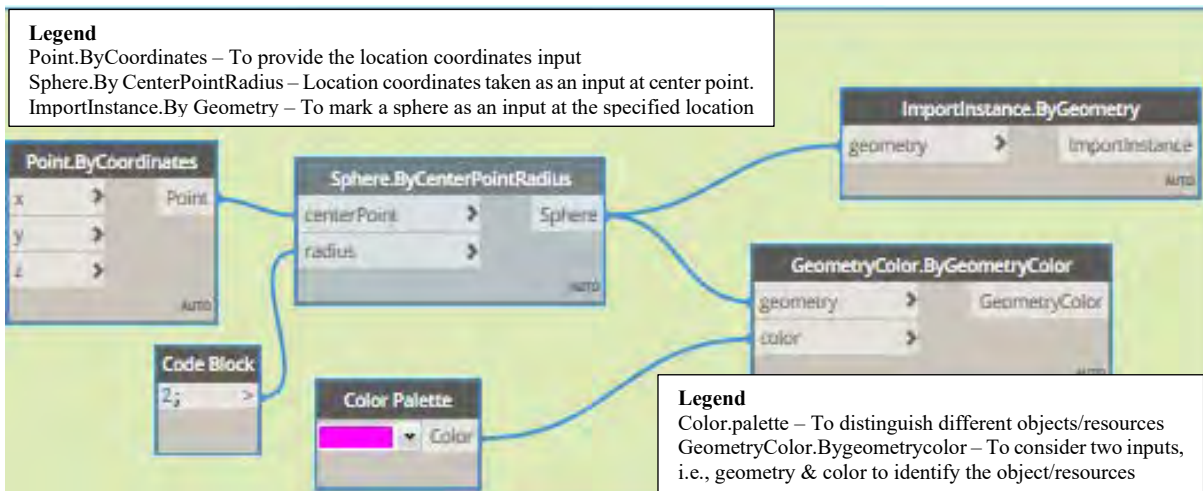 Legend
Point.ByCoordinates – To provide the location coordinates input
Sphere.By CenterPointRadius – Location coordinates taken as an input at center point.
ImportInstance.By Geometry – To mark a sphere as an input at the specified location
ImportInstance.ByGeometry
geometry > ImportInstance
AUTO
Point.ByCoordinates
x > Point
y >
z >
AUTO
Sphere.ByCenterPointRadius
centerPoint > Sphere
radius >
AUTO
GeometryColor.ByGeometryColor
geometry > GeometryColor
color >
AUTO
Code Block
2; >
Color Palette
Color
Legend
Color.palette – To distinguish different objects/resources
GeometryColor.Bygeometrycolor – To consider two inputs,
i.e., geometry & color to identify the object/resources